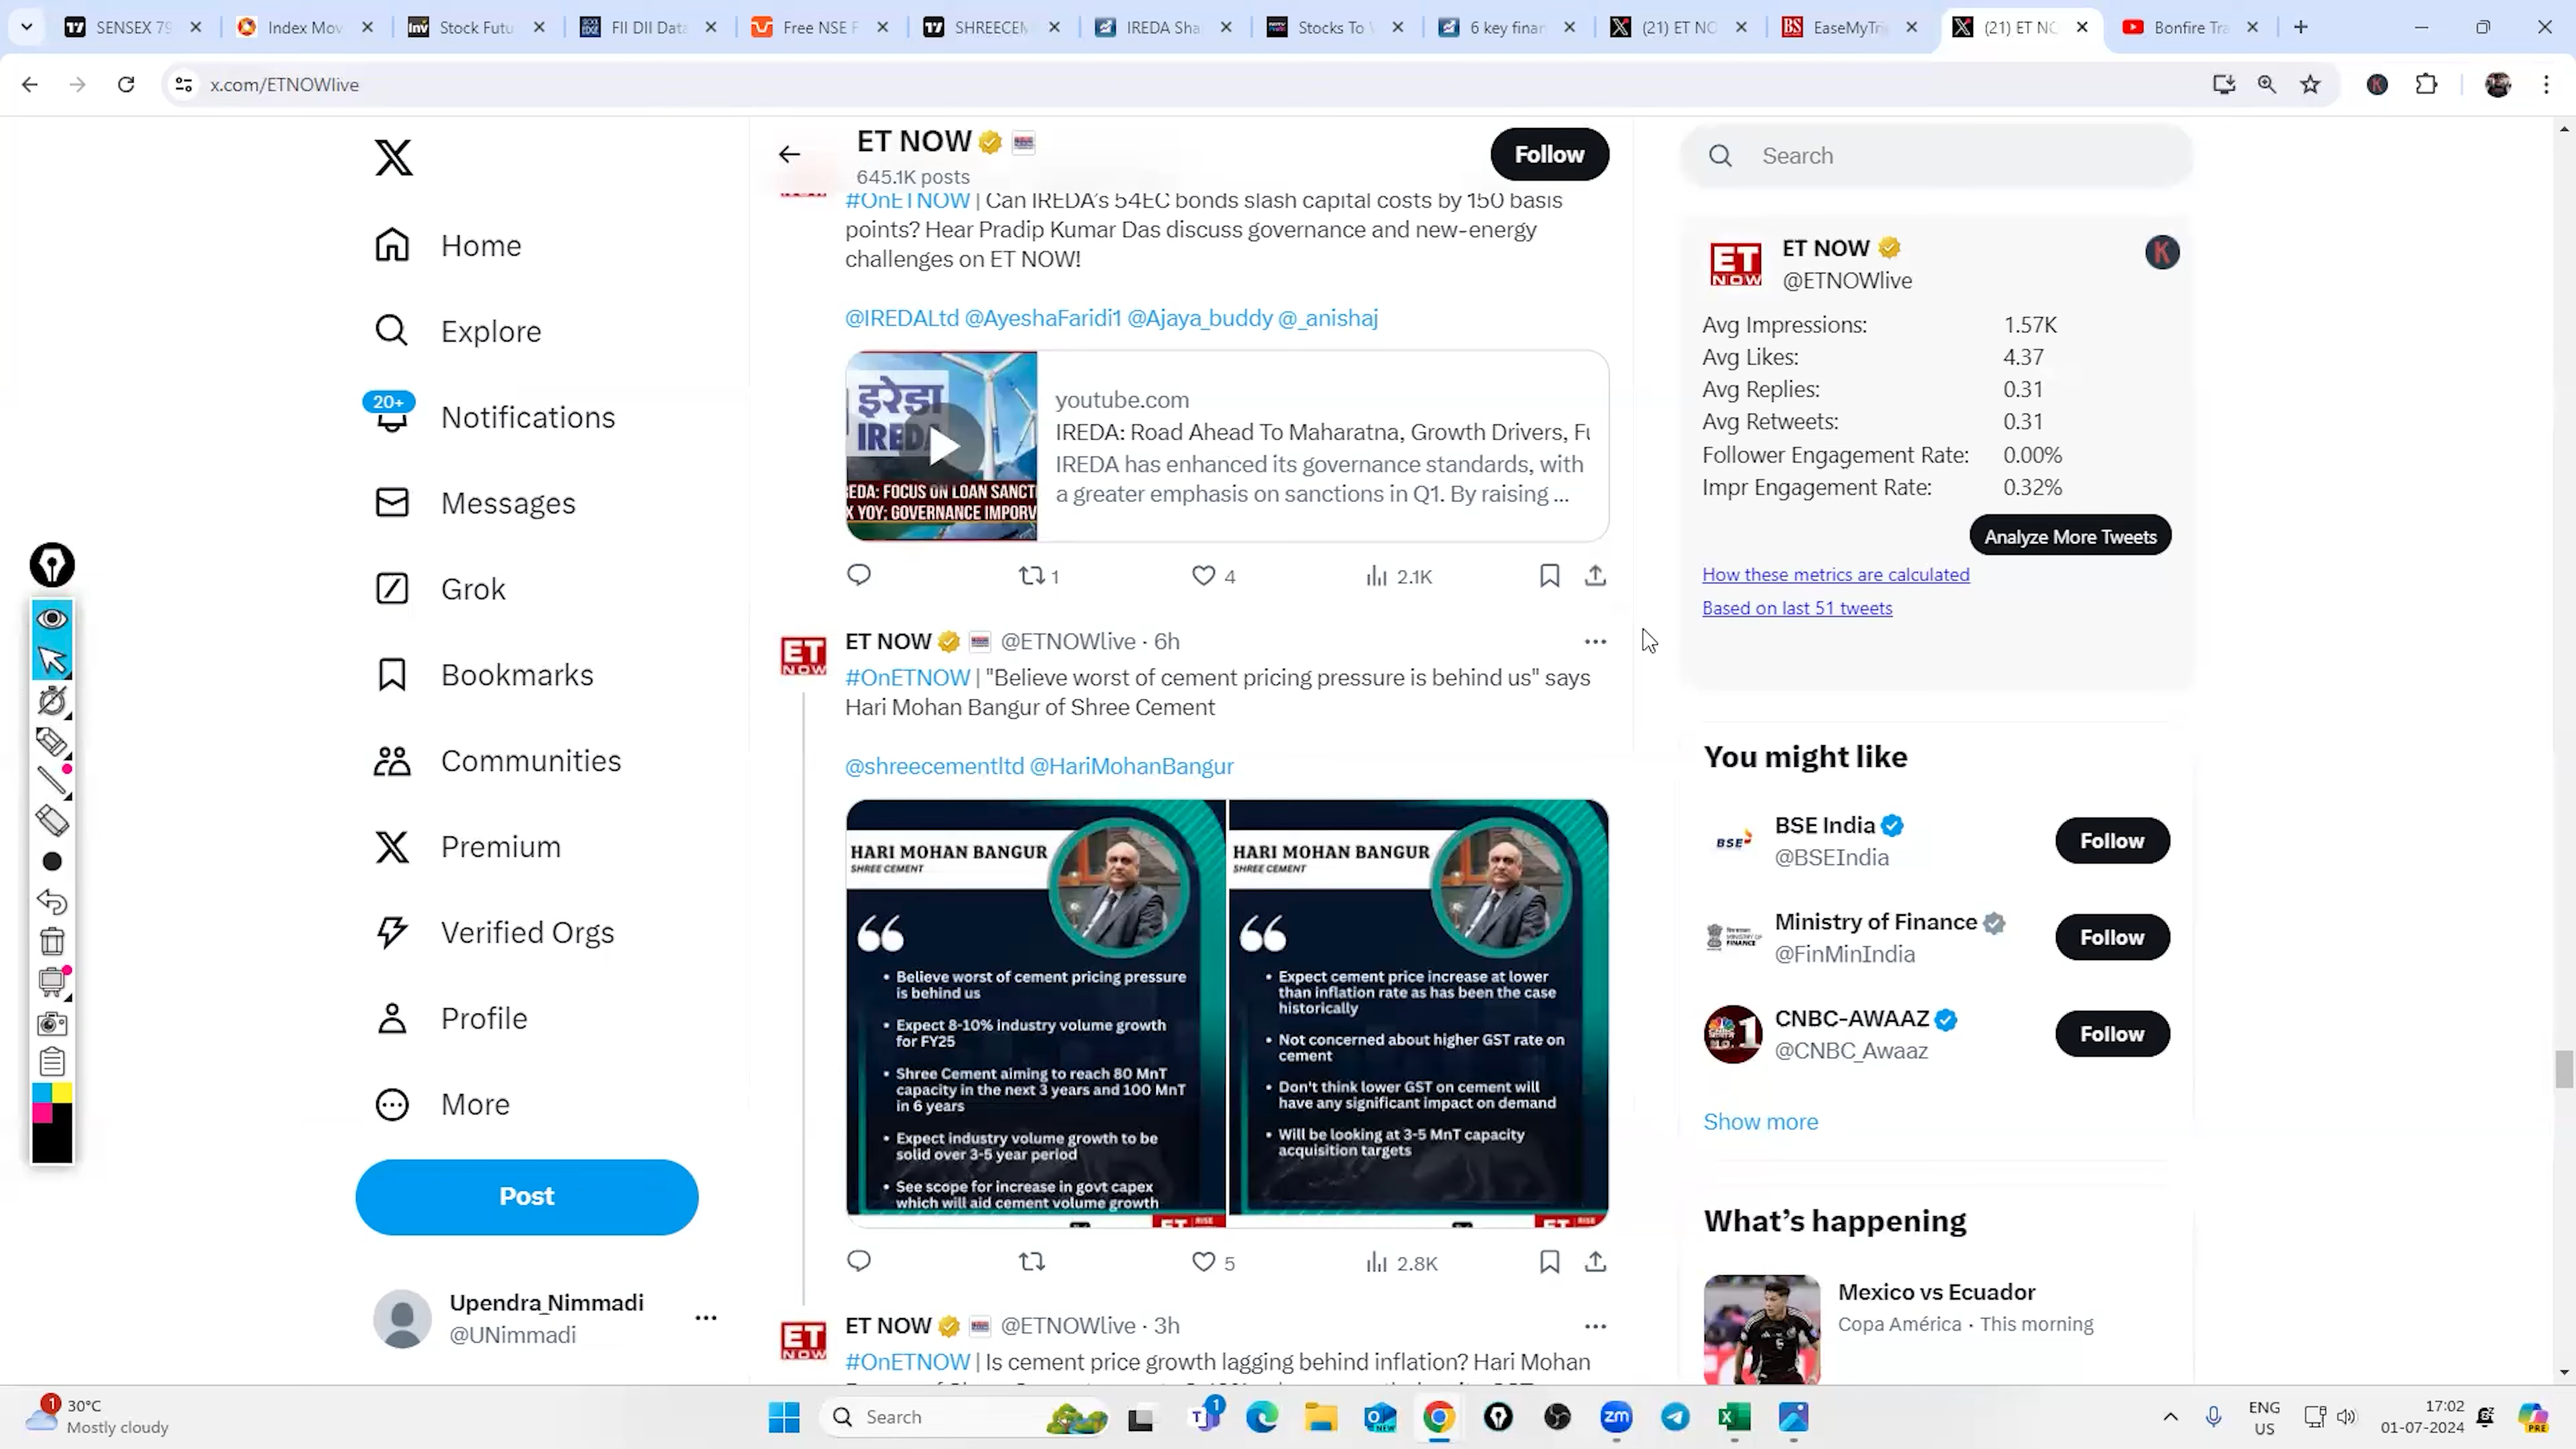 SENSEX 79
Index Mov
Stock Futu
FII DII Data
Free NSE F
SHREECEM
IREDA Sha
Stocks To
6 key finan
(21) ET NO
EaseMyTri
(21) ET NO
Bonfire Tra
x.com/ETNOWlive
Home
Explore
20+
Notifications
Messages
Grok
Bookmarks
Communities
Premium
Verified Orgs
Profile
More
Post
Upendra_Nimmadi
@UNimmadi
ET NOW
645.1K posts
Follow
#OnETNOW | Can IREDA's 54EC bonds slash capital costs by 150 basis
points? Hear Pradip Kumar Das discuss governance and new-energy
challenges on ET NOW!
@IREDALtd @AyeshaFaridi1 @Ajaya_buddy @_anishaj
इरेडा
IREDA
EDA: FOCUS ON LOAN SANCT
X YOY; GOVERNANCE IMPORV
youtube.com
IREDA: Road Ahead To Maharatna, Growth Drivers, Fu
IREDA has enhanced its governance standards, with
a greater emphasis on sanctions in Q1. By raising ...
1
4
2.1K
ET NOW
ET NOW @ETNOWlive · 6h
#OnETNOW | "Believe worst of cement pricing pressure is behind us" says
Hari Mohan Bangur of Shree Cement
@shreecementltd @HariMohanBangur
HARI MOHAN BANGUR
SHREE CEMENT
• Believe worst of cement pricing pressure
is behind us
• Expect 8-10% industry volume growth
for FY25
• Shree Cement aiming to reach 80 MnT
capacity in the next 3 years and 100 MnT
in 6 years
• Expect industry volume growth to be
solid over 3-5 year period
• See scope for increase in govt capex
which will aid cement volume growth
HARI MOHAN BANGUR
SHREE CEMENT
• Expect cement price increase at lower
than inflation rate as has been the case
historically
• Not concerned about higher GST rate on
cement
• Don't think lower GST on cement will
have any significant impact on demand
• Will be looking at 3-5 MnT capacity
acquisition targets
5
2.8K
ET NOW
ET NOW @ETNOWlive · 3h
#OnETNOW | Is cement price growth lagging behind inflation? Hari Mohan
Search
ET NOW
ET NOW
@ETNOWlive
K
Avg Impressions: 1.57K
Avg Likes: 4.37
Avg Replies: 0.31
Avg Retweets: 0.31
Follower Engagement Rate: 0.00%
Impr Engagement Rate: 0.32%
Analyze More Tweets
How these metrics are calculated
Based on last 51 tweets
You might like
BSE
BSE India
@BSEIndia
Follow
Ministry of Finance
@FinMinIndia
Follow
CNBC-AWAAZ
@CNBC_Awaaz
Follow
Show more
What's happening
Mexico vs Ecuador
Copa América · This morning
1
30°C
Mostly cloudy
Search
1
zm
ENG
US
17:02
01-07-2024